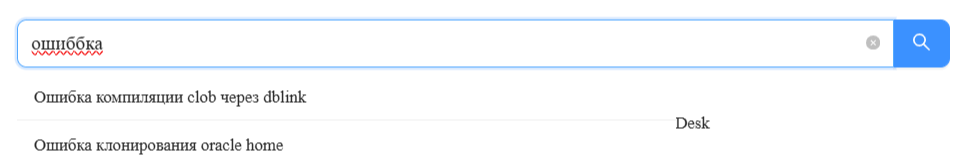 ошиббка
Ошибка компиляции clob через dblink
Desk
Ошибка клонирования oracle home